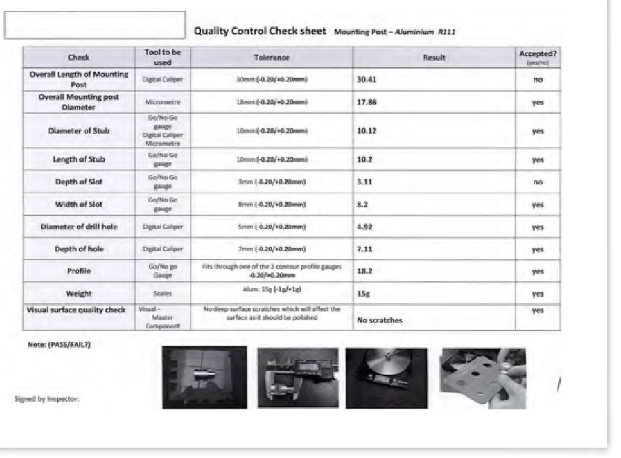 Quality Control Check sheet Mounting Post – Aluminium R111
Check Tool to be used Tolerance Result Accepted? (yes/no)
Overall Length of Mounting Post Digital Caliper 30mm (-0.20/+0.20mm) 30.41 no
Overall Mounting post Diameter Micrometre 18mm (-0.20/+0.20mm) 17.86 yes
Diameter of Stub Go/No Go gauge Digital Caliper Micrometre 10mm (-0.20/+0.20mm) 10.12 yes
Length of Stub Go/No Go gauge 10mm (-0.20/+0.20mm) 10.2 yes
Depth of Slot Go/No Go gauge 3mm (-0.20/+0.20mm) 3.11 no
Width of Slot Go/No Go gauge 8mm (-0.20/+0.20mm) 8.2 yes
Diameter of drill hole Digital Caliper 5mm (-0.20/+0.20mm) 4.92 yes
Depth of hole Digital Caliper 7mm (-0.20/+0.20mm) 7.11 yes
Profile Go/No go Gauge Fits through one of the 3 contour profile gauges -0.20/+0.20mm 18.2 yes
Weight Scales Alum: 15g (-1g/+1g) 15g yes
Visual surface quality check Visual – Master Component No deep surface scratches which will affect the surface as it should be polished No scratches yes
Note: (PASS/FAIL?)
Signed by Inspector: